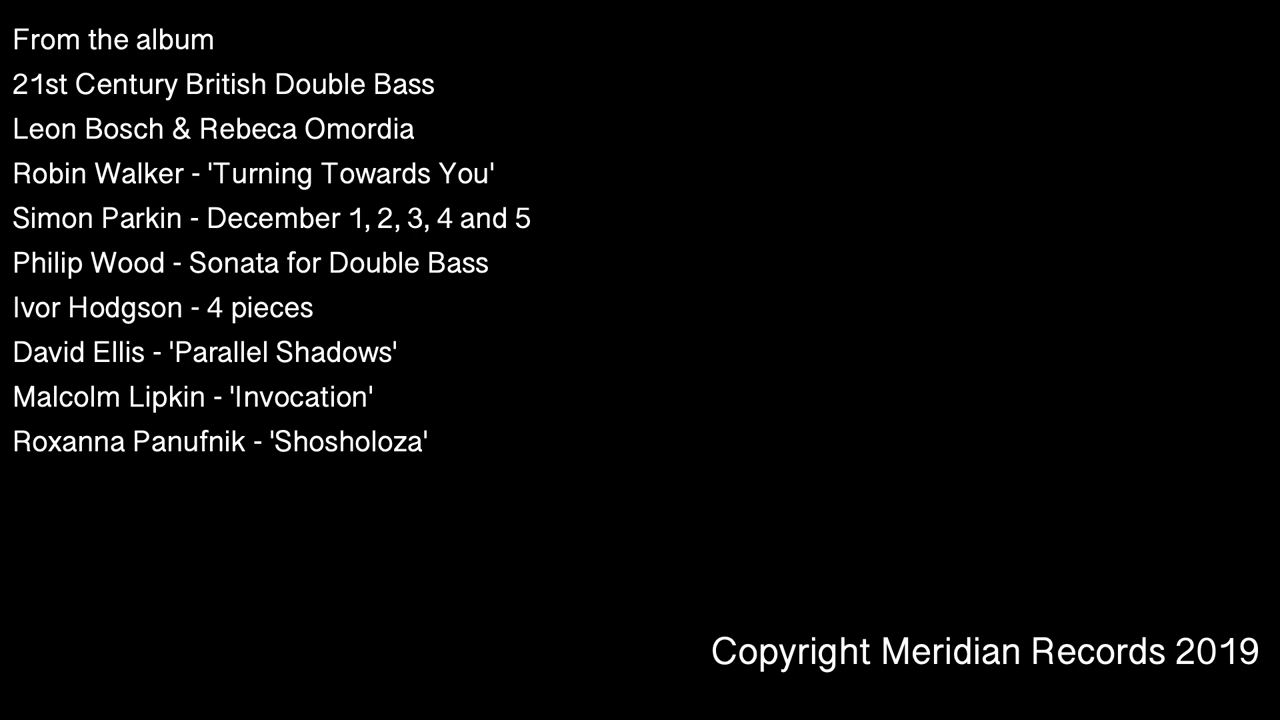 From the album
21st Century British Double Bass
Leon Bosch & Rebeca Omordia
Robin Walker - 'Turning Towards You'
Simon Parkin - December 1, 2, 3, 4 and 5
Philip Wood - Sonata for Double Bass
Ivor Hodgson - 4 pieces
David Ellis - 'Parallel Shadows'
Malcolm Lipkin - 'Invocation'
Roxanna Panufnik - 'Shosholoza'
Copyright Meridian Records 2019